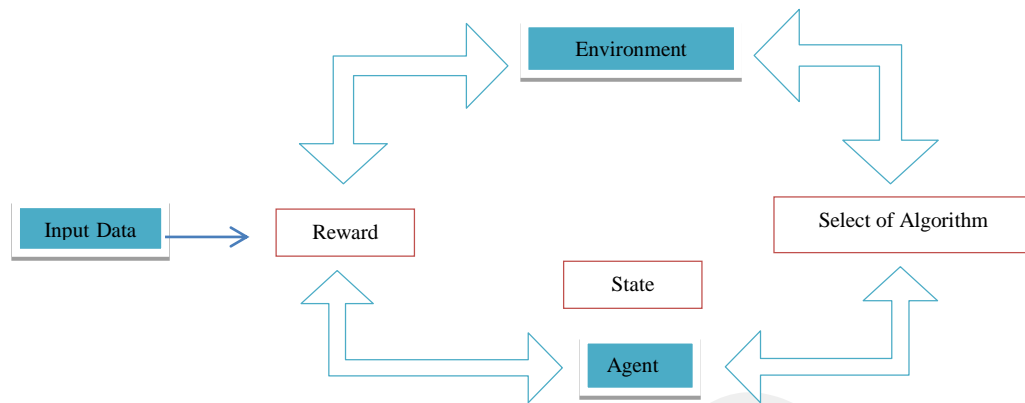 Environment
Input Data
Reward
Select of Algorithm
State
Agent